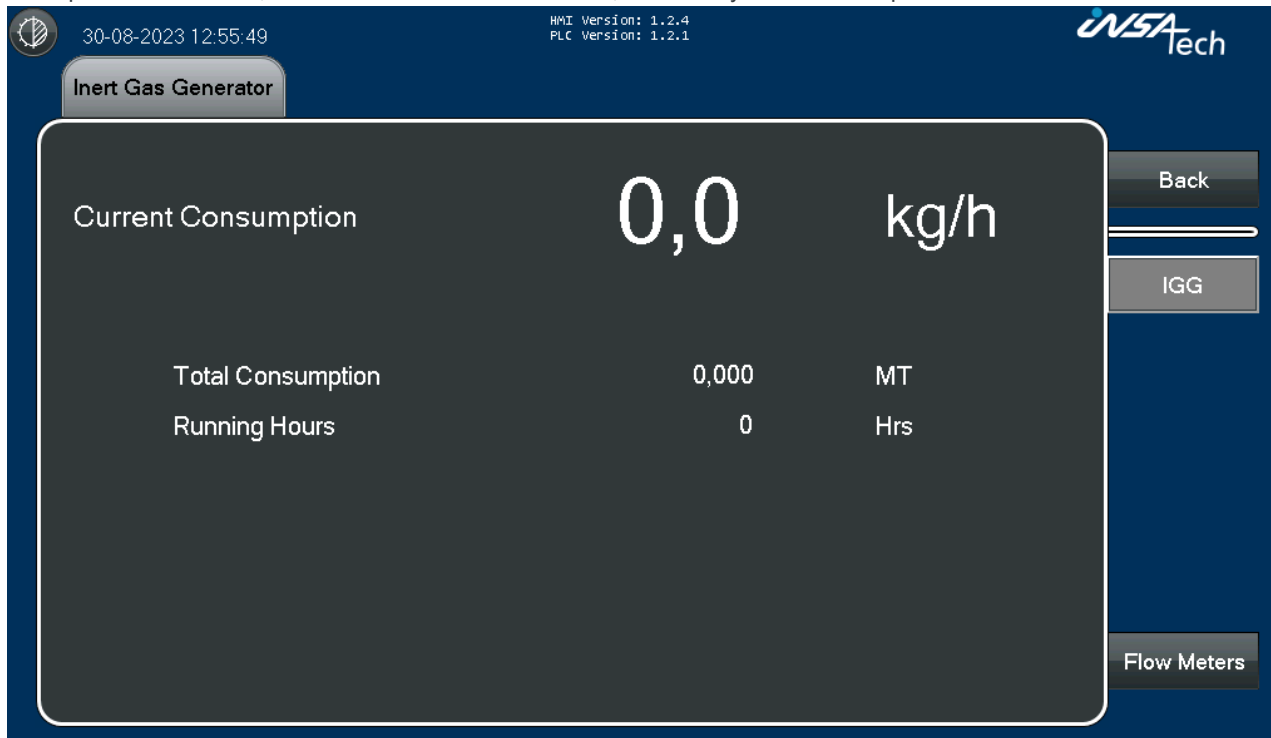 HMI Version: 1.2.4
PLC Version: 1.2.1
30-08-2023 12:55:49
iNSATech
Inert Gas Generator
Back
Current Consumption 0,0 kg/h
IGG
Total Consumption 0,000 MT
Running Hours 0 Hrs
Flow Meters